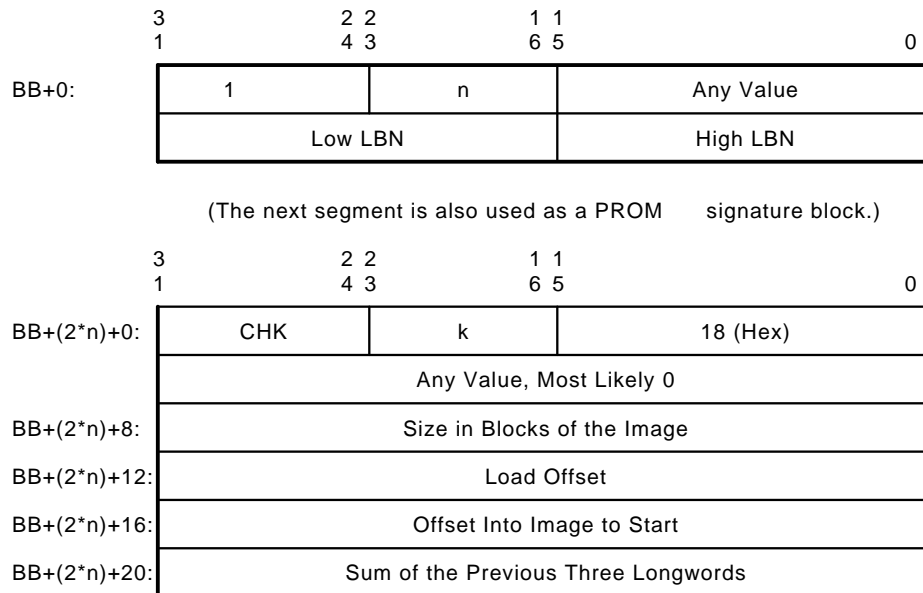 3 2 2 1 1
1 4 3 6 5 0
BB+0: 1 n Any Value
Low LBN High LBN
(The next segment is also used as a PROM signature block.)
3 2 2 1 1
1 4 3 6 5 0
BB+(2*n)+0: CHK k 18 (Hex)
Any Value, Most Likely 0
BB+(2*n)+8: Size in Blocks of the Image
BB+(2*n)+12: Load Offset
BB+(2*n)+16: Offset Into Image to Start
BB+(2*n)+20: Sum of the Previous Three Longwords